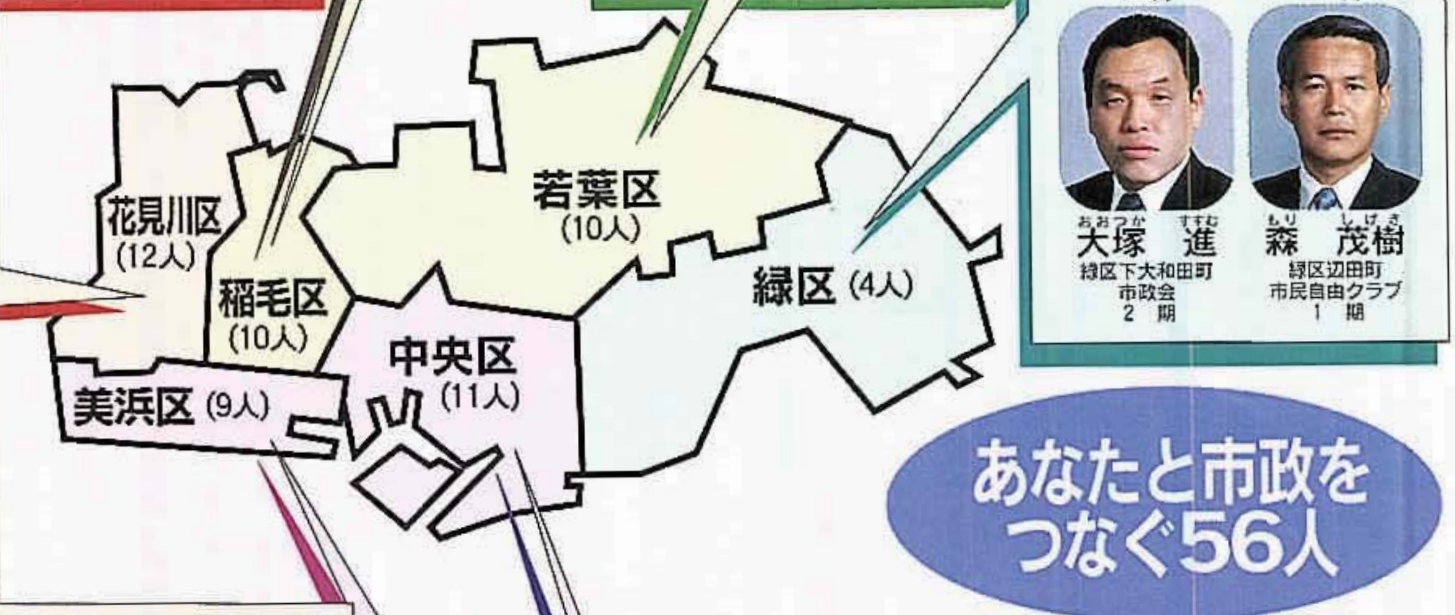 花見川区
(12人)
稲毛区
(10人)
若葉区
(10人)
緑区 (4人)
中央区
(11人)
美浜区 (9人)
おおつか すすむ
大塚 進
緑区下大和田町
市政会
2 期
もり しげき
森 茂樹
緑区辺田町
市民自由クラブ
1 期
あなたと市政を
つなぐ56人